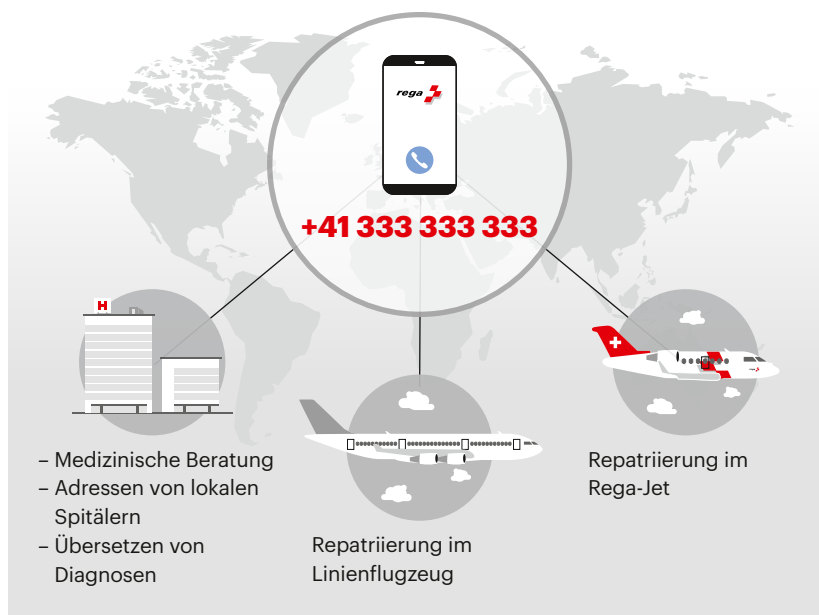 rega
+41 333 333 333
H
– Medizinische Beratung
– Adressen von lokalen
Spitälern
– Übersetzen von
Diagnosen
Repatriierung im
Linienflugzeug
Repatriierung im
Rega-Jet